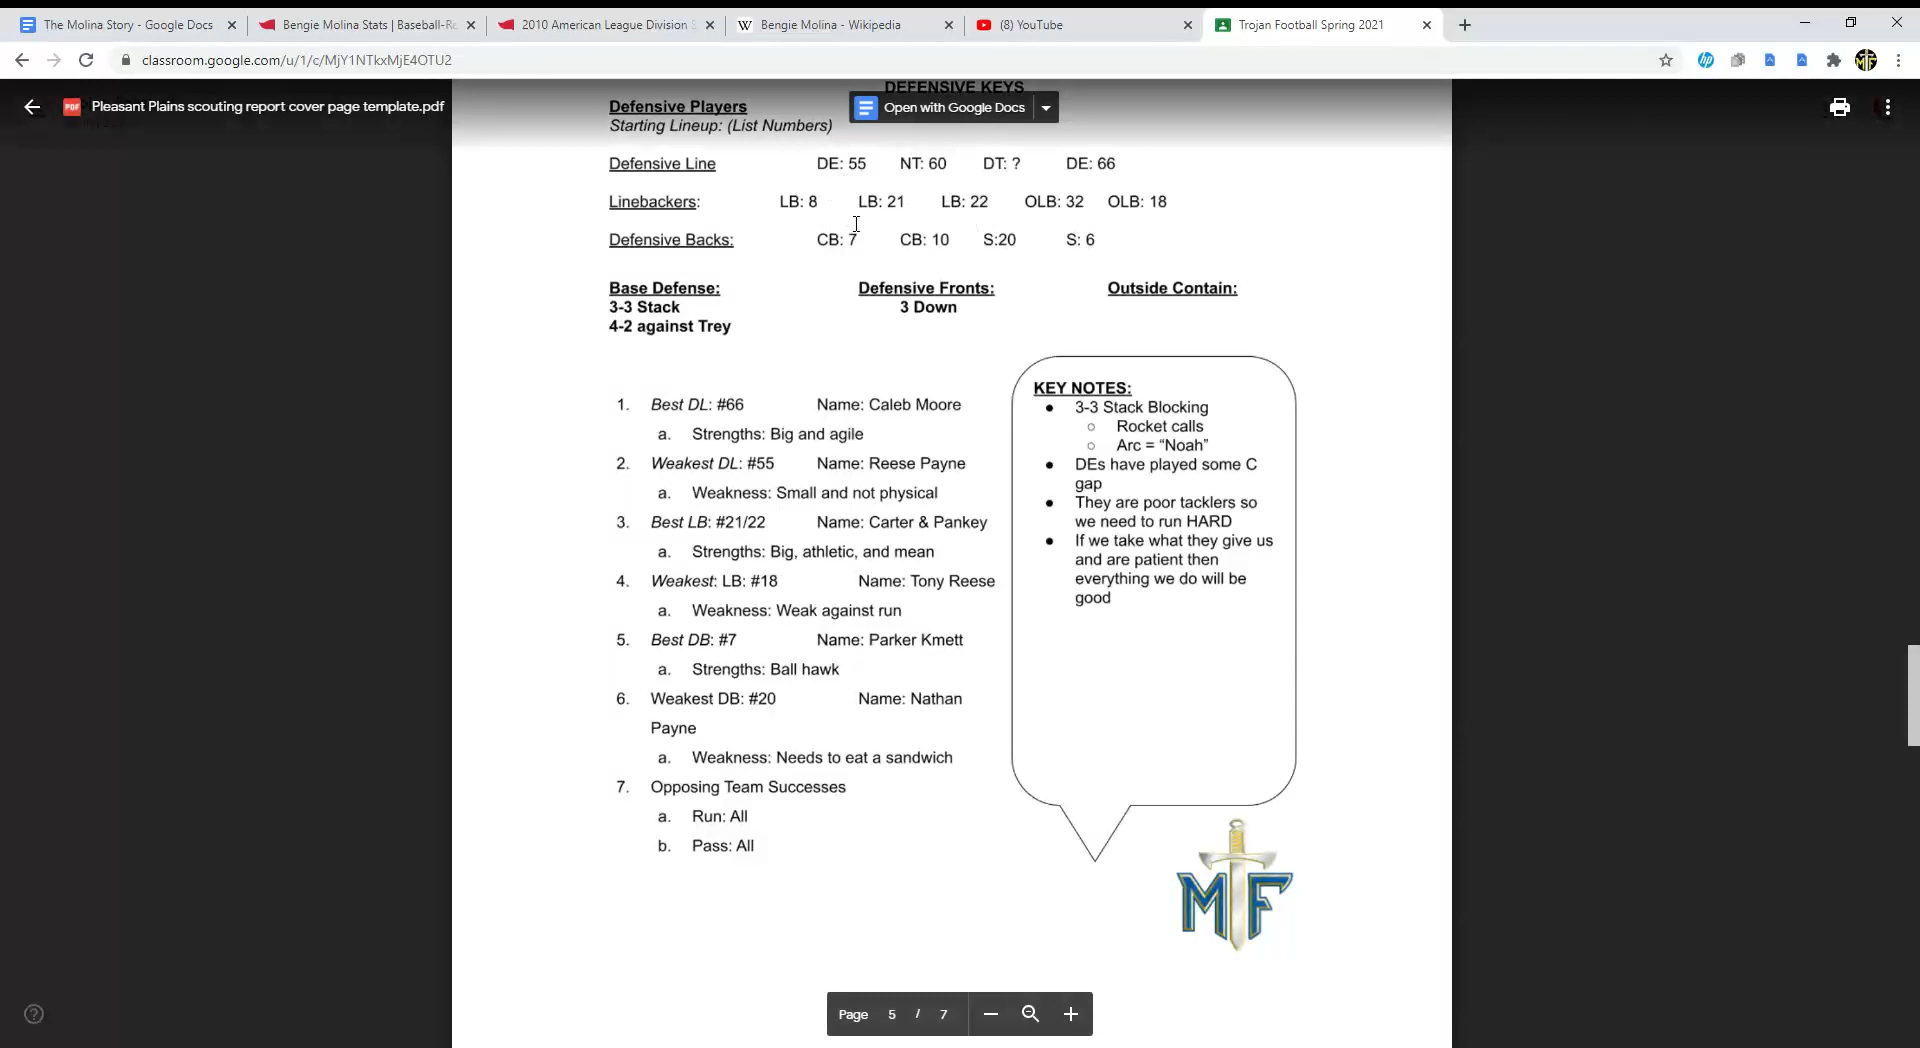 The Molina Story - Google Docs
Bengie Molina Stats | Baseball-Re
2010 American League Division S
W Bengie Molina - Wikipedia
(8) YouTube
Trojan Football Spring 2021
classroom.google.com/u/1/c/MjY1NTkxMjE4OTU2
hp
MF
PDF Pleasant Plains scouting report cover page template.pdf
DEFENSIVE KEYS
Open with Google Docs
Defensive Players
Starting Lineup: (List Numbers)
Defensive Line DE: 55 NT: 60 DT: ? DE: 66
Linebackers: LB: 8 LB: 21 LB: 22 OLB: 32 OLB: 18
Defensive Backs: CB: 7 CB: 10 S:20 S: 6
Base Defense: Defensive Fronts: Outside Contain:
3-3 Stack 3 Down
4-2 against Trey
1. Best DL: #66 Name: Caleb Moore
a. Strengths: Big and agile
2. Weakest DL: #55 Name: Reese Payne
a. Weakness: Small and not physical
3. Best LB: #21/22 Name: Carter & Pankey
a. Strengths: Big, athletic, and mean
4. Weakest: LB: #18 Name: Tony Reese
a. Weakness: Weak against run
5. Best DB: #7 Name: Parker Kmett
a. Strengths: Ball hawk
6. Weakest DB: #20 Name: Nathan
Payne
a. Weakness: Needs to eat a sandwich
7. Opposing Team Successes
a. Run: All
b. Pass: All
KEY NOTES:
● 3-3 Stack Blocking
○ Rocket calls
○ Arc = “Noah”
● DEs have played some C
gap
● They are poor tacklers so
we need to run HARD
● If we take what they give us
and are patient then
everything we do will be
good
MF
Page 5 / 7